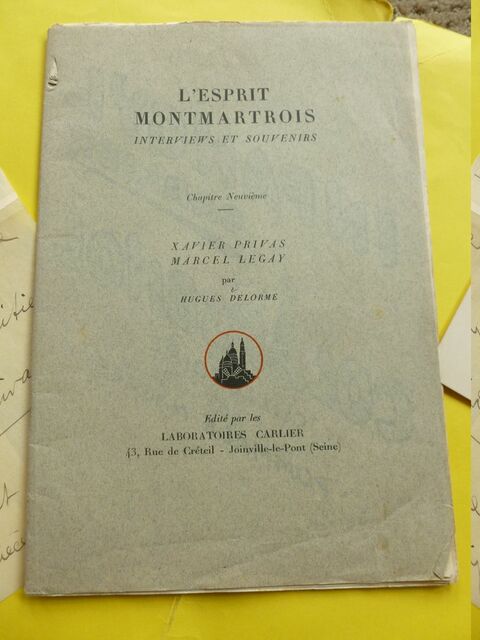 L'ESPRIT
MONTMARTROIS
INTERVIEWS ET SOUVENIRS
Chapitre Neuvième
XAVIER PRIVAS
MARCEL LEGAY
par
HUGUES DELORME
Edité par les
LABORATOIRES CARLIER
43, Rue de Créteil - Joinville-le-Pont (Seine)